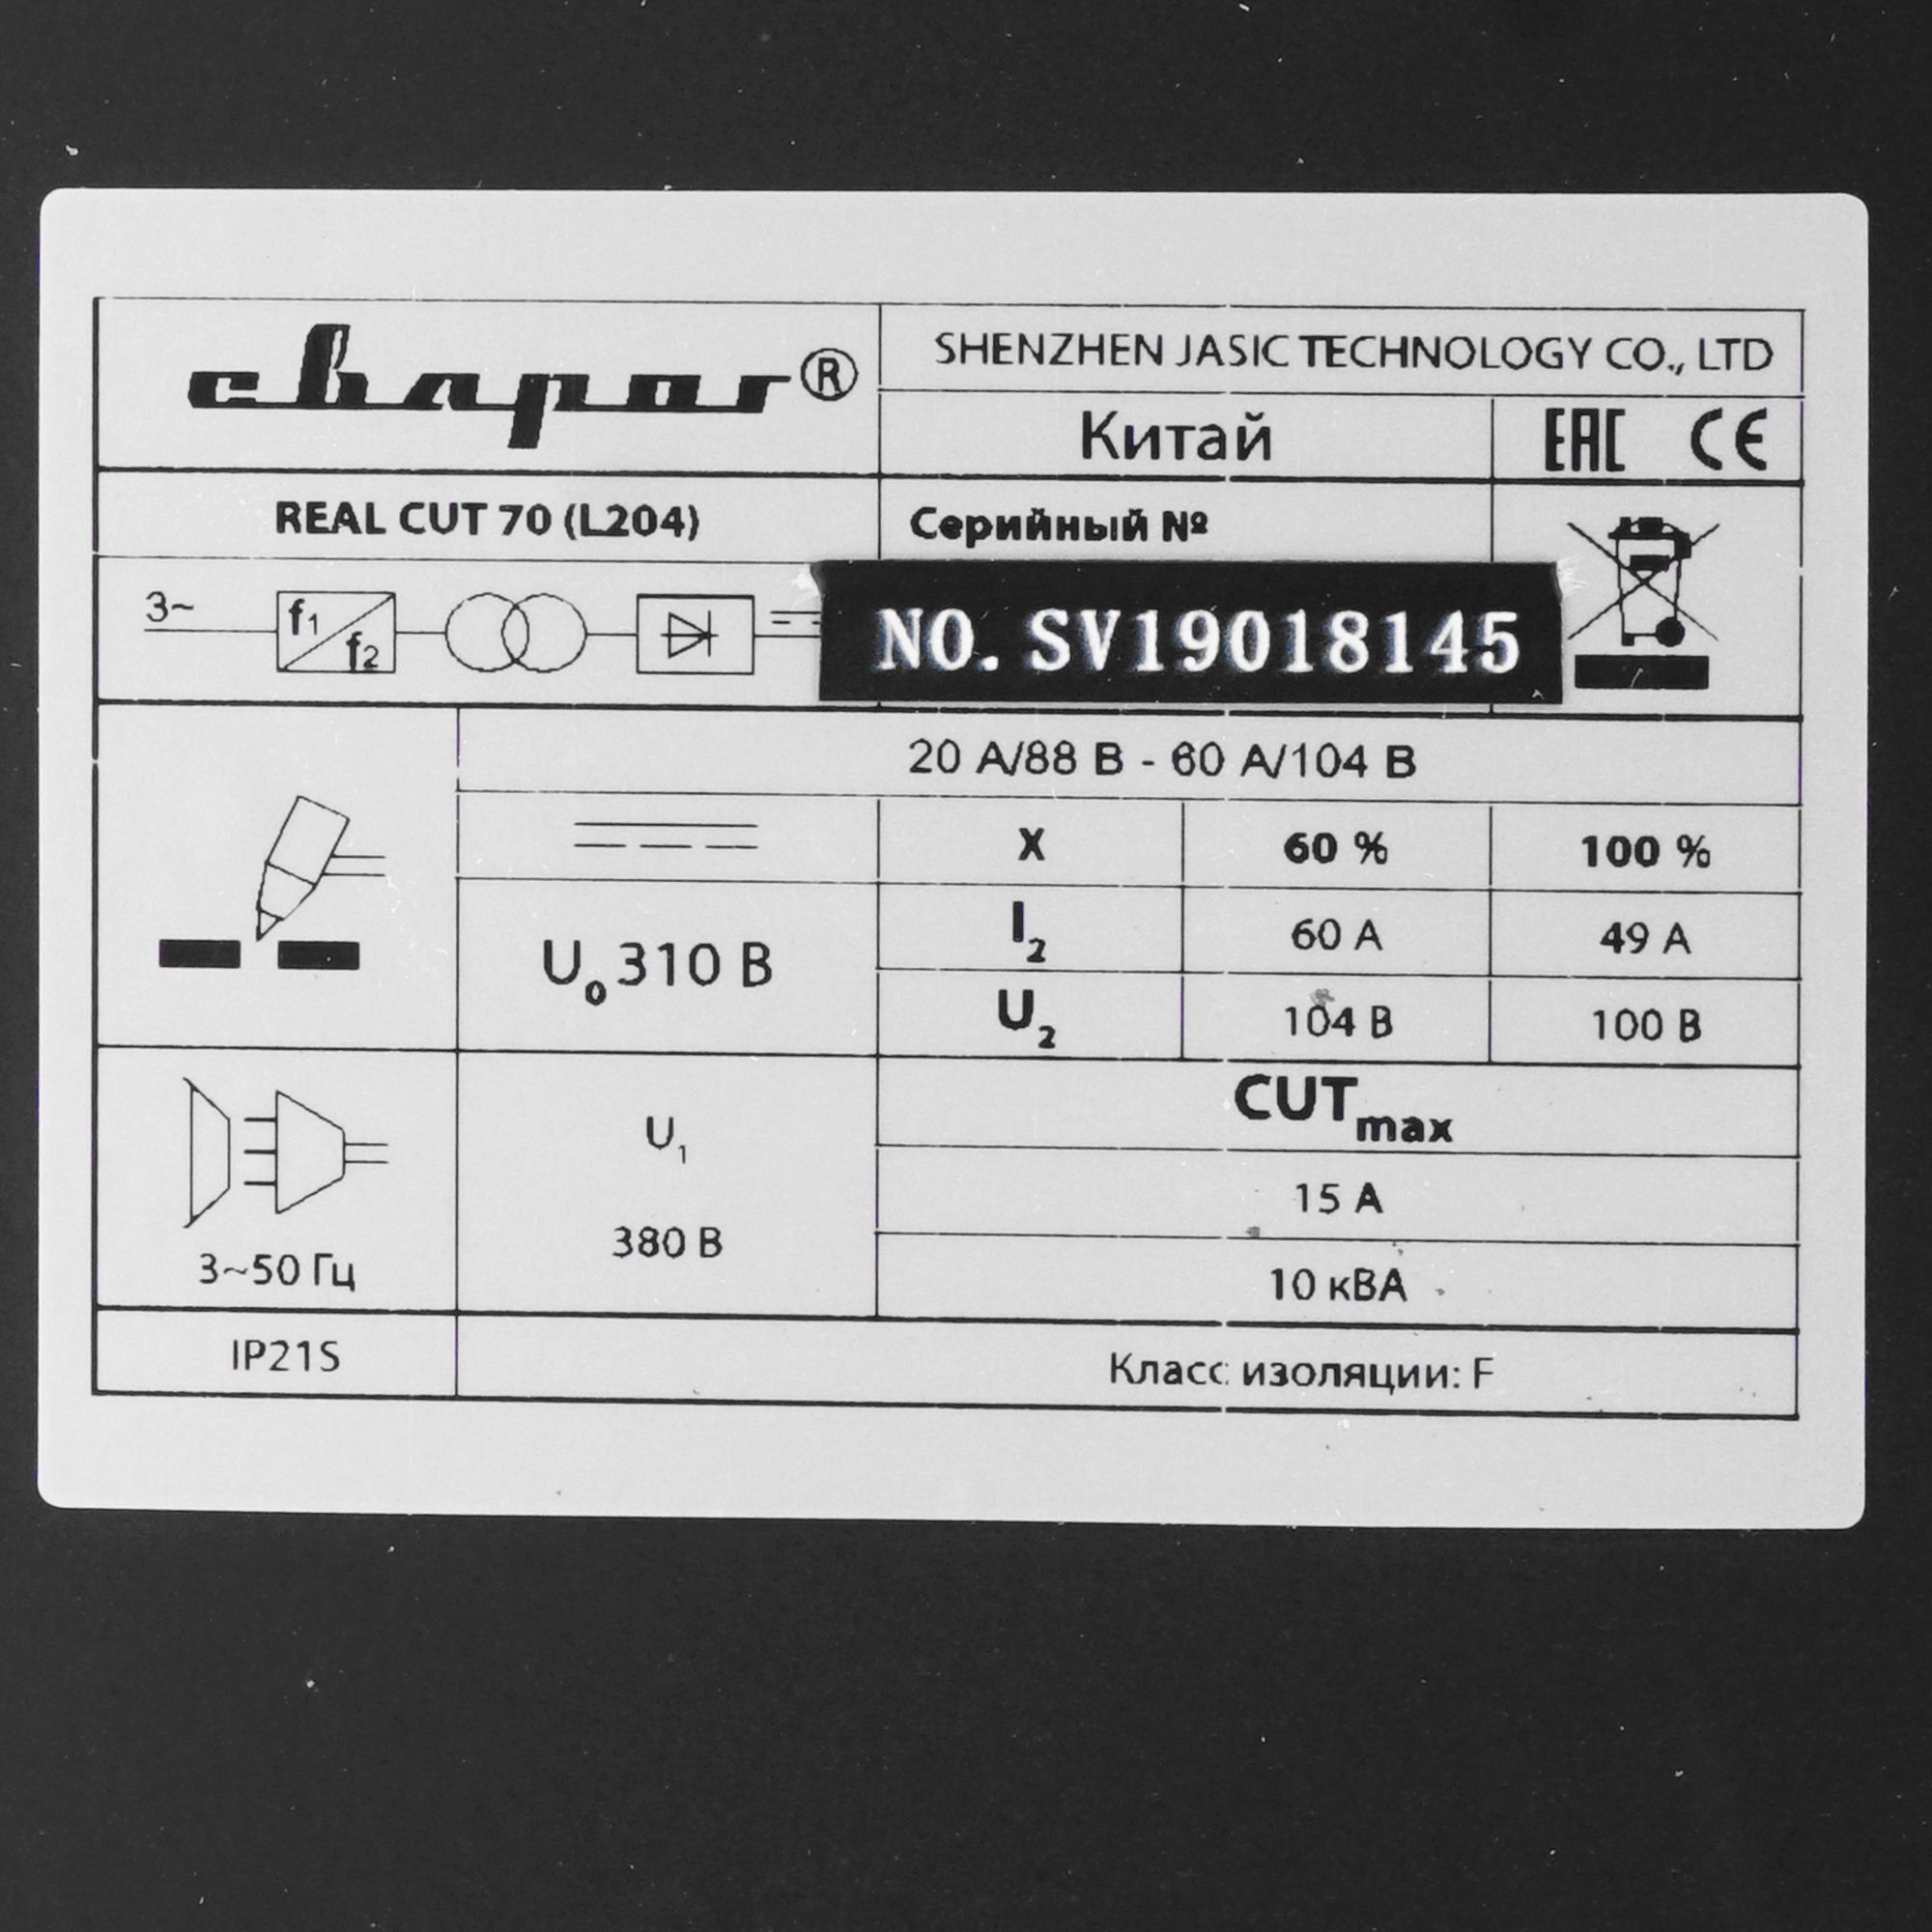 сварог®
SHENZHEN JASIC TECHNOLOGY CO., LTD
Китай
EAC CE
REAL CUT 70 (L204)
Серийный №
3~ f1 f2
NO. SV19018145
20 А/88 В - 60 А/104 В
X 60 % 100 %
I2 60 А 49 А
U0 310 В
U2 104 В 100 В
CUTmax
U1
15 А
380 В
3~50 Гц
10 кВА
IP21S
Класс изоляции: F